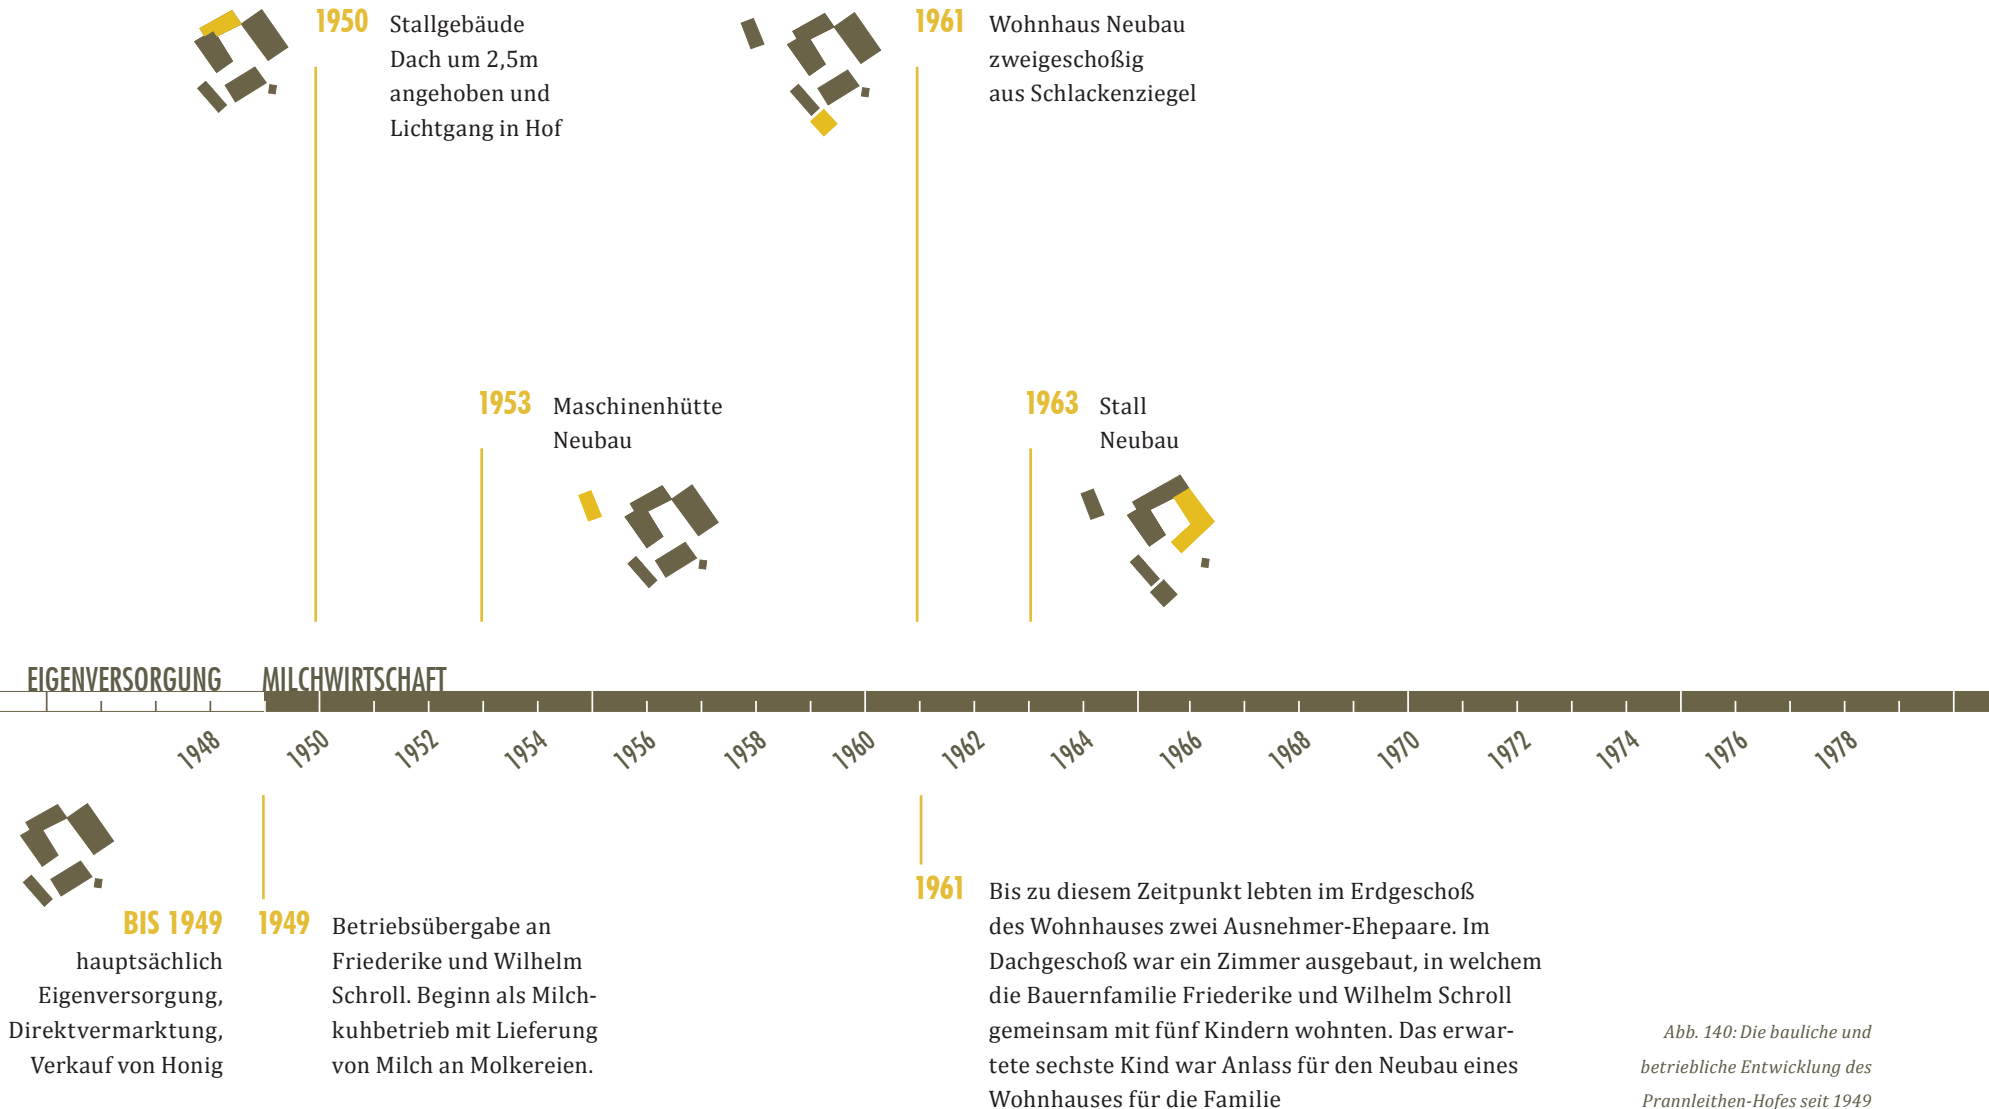 1950 Stallgebäude
Dach um 2,5m
angehoben und
Lichtgang in Hof
1961 Wohnhaus Neubau
zweigeschoßig
aus Schlackenziegel
1953 Maschinenhütte
Neubau
1963 Stall
Neubau
EIGENVERSORGUNG MILCHWIRTSCHAFT
1948 1950 1952 1954 1956 1958 1960 1962 1964 1966 1968 1970 1972 1974 1976 1978
BIS 1949
hauptsächlich
Eigenversorgung,
Direktvermarktung,
Verkauf von Honig
1949 Betriebsübergabe an
Friederike und Wilhelm
Schroll. Beginn als Milch-
kuhbetrieb mit Lieferung
von Milch an Molkereien.
1961 Bis zu diesem Zeitpunkt lebten im Erdgeschoß
des Wohnhauses zwei Ausnehmer-Ehepaare. Im
Dachgeschoß war ein Zimmer ausgebaut, in welchem
die Bauernfamilie Friederike und Wilhelm Schroll
gemeinsam mit fünf Kindern wohnten. Das erwar-
tete sechste Kind war Anlass für den Neubau eines
Wohnhauses für die Familie
Abb. 140: Die bauliche und
betriebliche Entwicklung des
Prannleithen-Hofes seit 1949